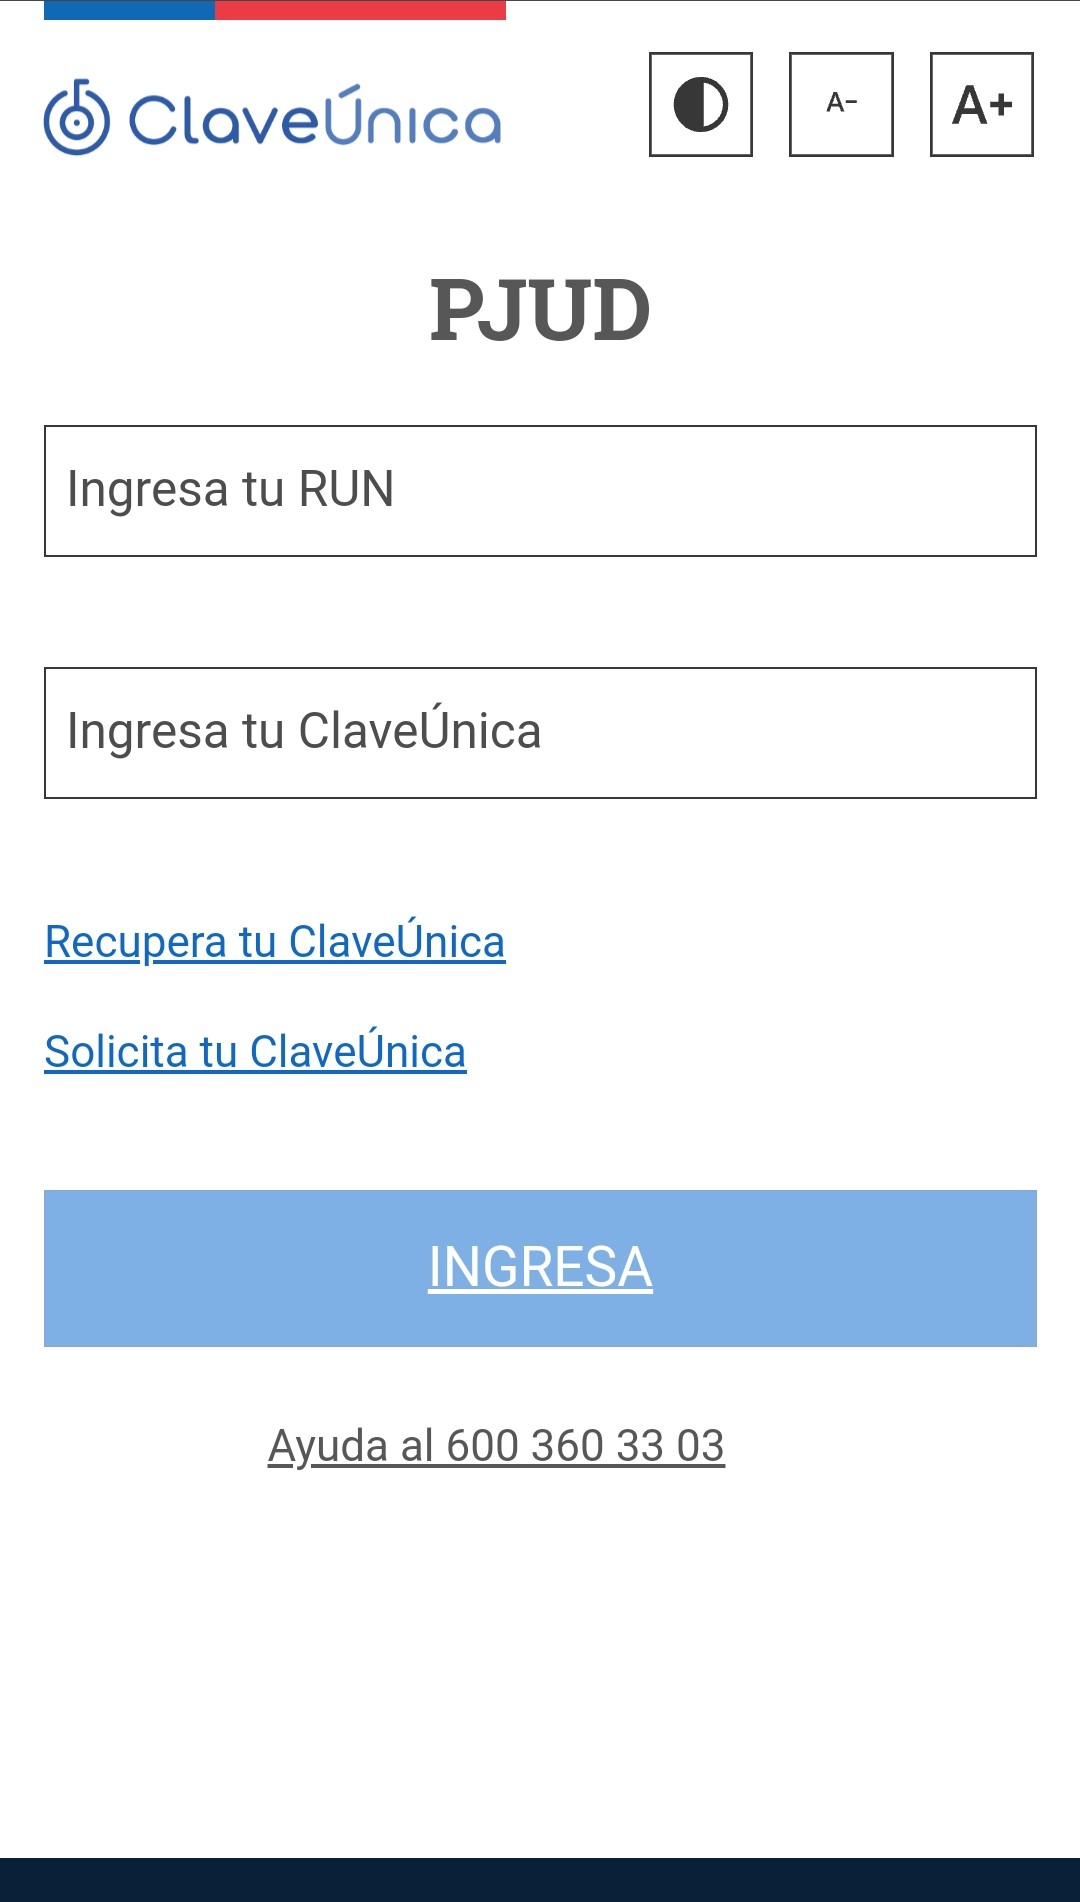 ClaveÚnica
A-
A+
PJUD
Ingresa tu RUN
Ingresa tu ClaveÚnica
Recupera tu ClaveÚnica
Solicita tu ClaveÚnica
INGRESA
Ayuda al 600 360 33 03